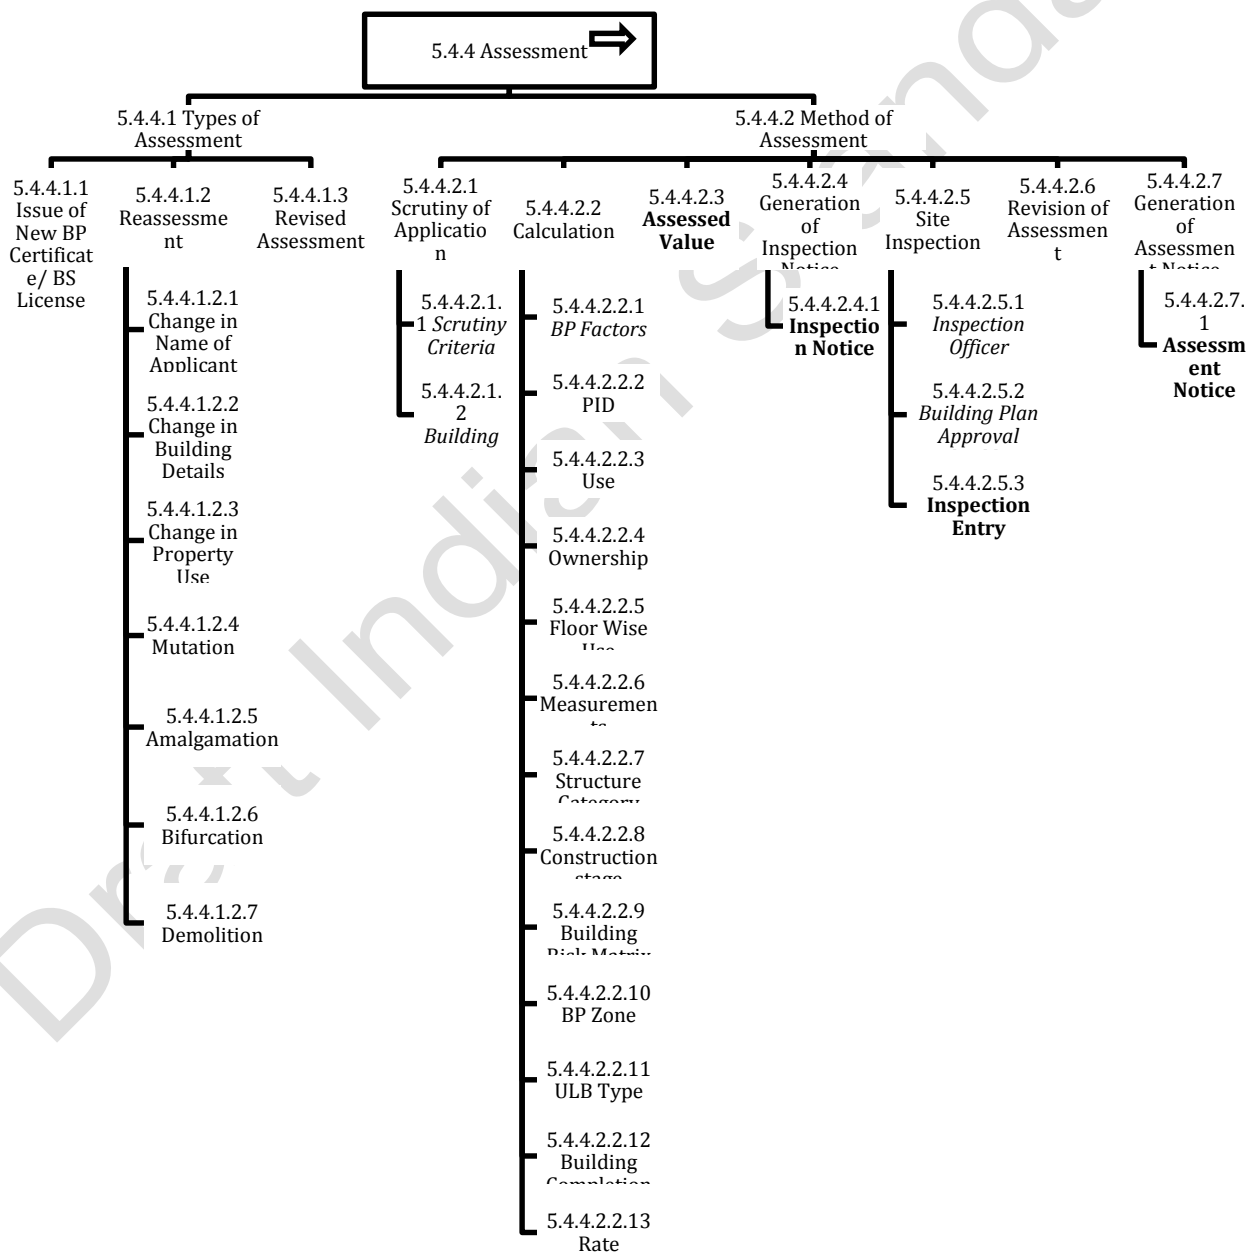 5.4.4 Assessment
5.4.4.1 Types of
Assessment
5.4.4.2 Method of
Assessment
5.4.4.1.1
Issue of
New BP
Certificat
e/ BS
License
5.4.4.1.2
Reassessme
nt
5.4.4.1.3
Revised
Assessment
5.4.4.2.1
Scrutiny of
Applicatio
n
5.4.4.2.2
Calculation
5.4.4.2.3
Assessed
Value
5.4.4.2.4
Generation
of
Inspection
Notice
5.4.4.2.5
Site
Inspection
5.4.4.2.6
Revision of
Assessmen
t
5.4.4.2.7
Generation
of
Assessmen
t Notice
5.4.4.1.2.1
Change in
Name of
Applicant
5.4.4.1.2.2
Change in
Building
Details
5.4.4.1.2.3
Change in
Property
Use
5.4.4.1.2.4
Mutation
5.4.4.1.2.5
Amalgamation
5.4.4.1.2.6
Bifurcation
5.4.4.1.2.7
Demolition
5.4.4.2.1.
1 Scrutiny
Criteria
5.4.4.2.1.
2
Building
5.4.4.2.2.1
BP Factors
5.4.4.2.2.2
PID
5.4.4.2.2.3
Use
5.4.4.2.2.4
Ownership
5.4.4.2.2.5
Floor Wise
Use
5.4.4.2.2.6
Measuremen
ts
5.4.4.2.2.7
Structure
Category
5.4.4.2.2.8
Construction
stage
5.4.4.2.2.9
Building
Risk Matrix
5.4.4.2.2.10
BP Zone
5.4.4.2.2.11
ULB Type
5.4.4.2.2.12
Building
Completion
5.4.4.2.2.13
Rate
5.4.4.2.4.1
Inspectio
n Notice
5.4.4.2.5.1
Inspection
Officer
5.4.4.2.5.2
Building Plan
Approval
5.4.4.2.5.3
Inspection
Entry
5.4.4.2.7.
1
Assessm
ent
Notice